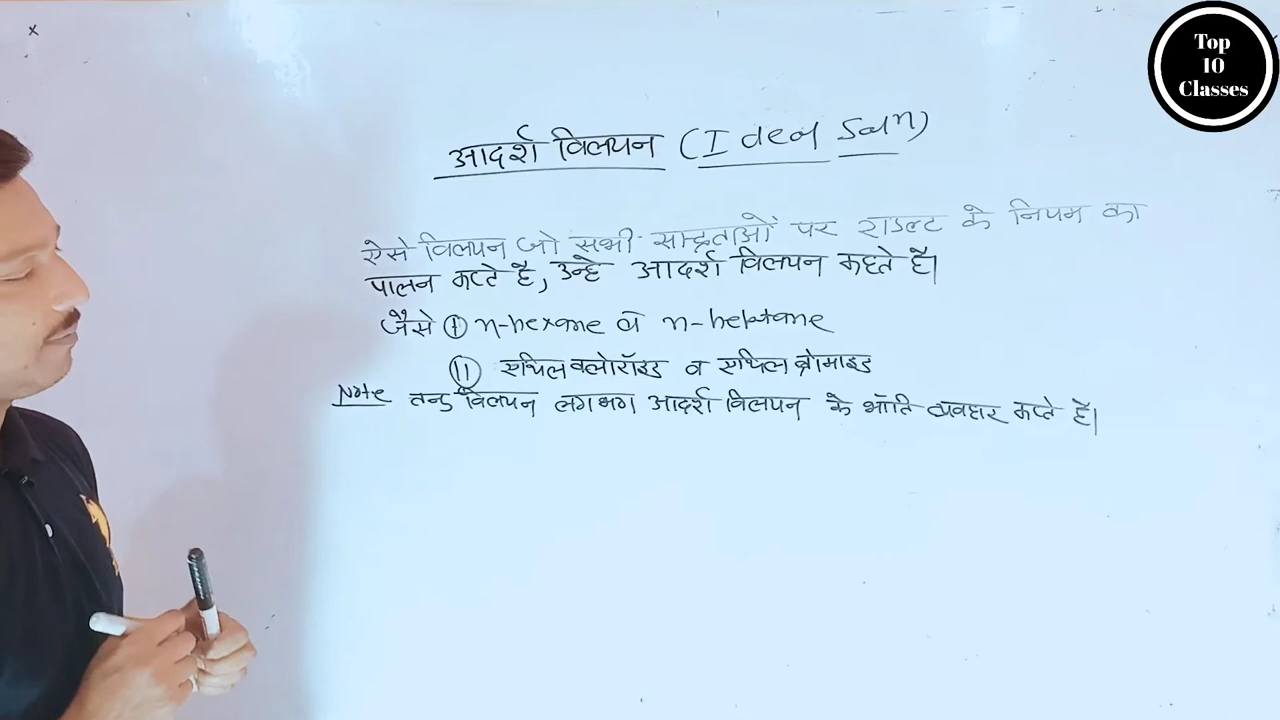 Top
10
Classes
आदर्श विलयन (Ideal Solⁿ)
ऐसे विलयन जो सभी सान्द्रताओं पर राउल्ट के नियम का
पालन करते है, उन्हे आदर्श विलयन कहते है।
जैसे ① n-hexane व n-heptane
ⓘⓘ एथिल क्लोरॉइड व एथिल ब्रोमाइड
Note तनु विलयन लगभग आदर्श विलयन के भाँति व्यवहार करते है।